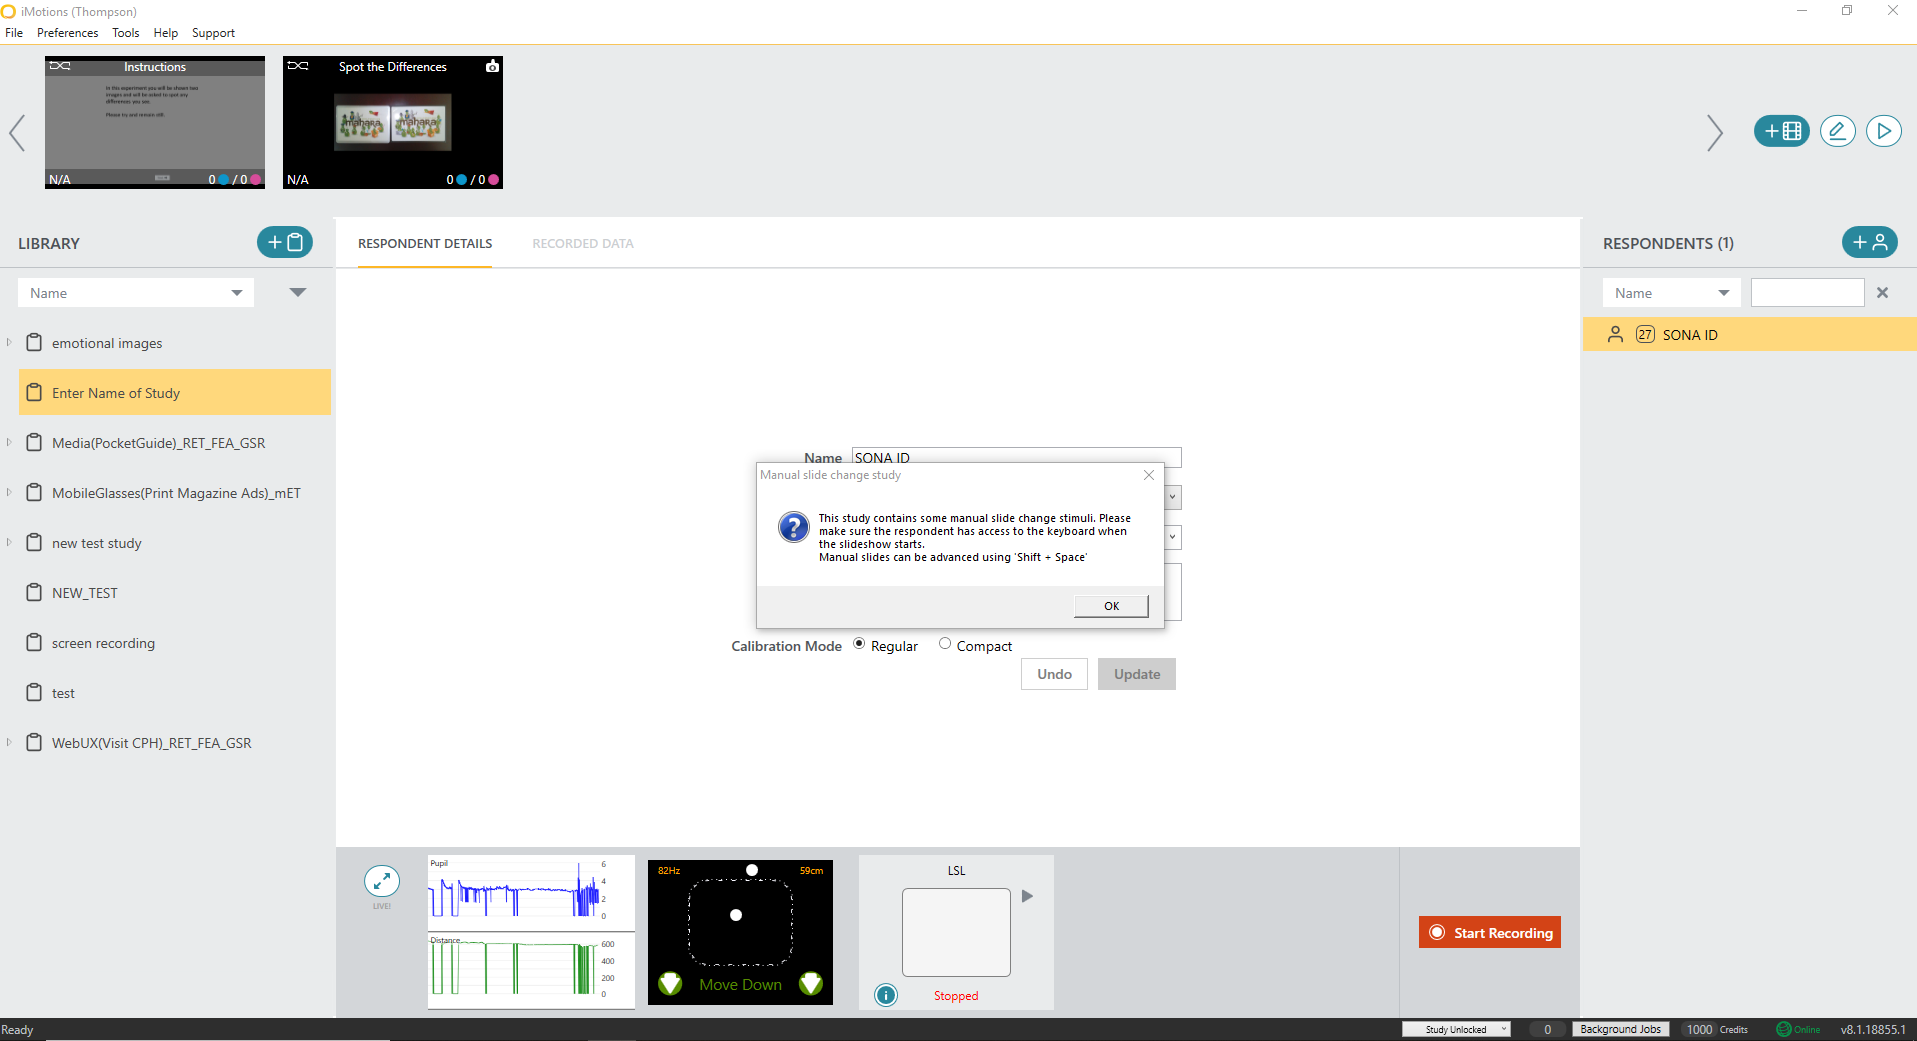 iMotions (Thompson)
File Preferences Tools Help Support
Instructions
In this experiment you will be shown two
images and will be asked to spot any
differences you see.
Please try and remain still.
N/A
0 / 0
Spot the Differences
mahara mahara
N/A
0 / 0
LIBRARY
Name
emotional images
Enter Name of Study
Media(PocketGuide)_RET_FEA_GSR
MobileGlasses(Print Magazine Ads)_mET
new test study
NEW_TEST
screen recording
test
WebUX(Visit CPH)_RET_FEA_GSR
RESPONDENT DETAILS
RECORDED DATA
Name SONA ID
Manual slide change study
This study contains some manual slide change stimuli. Please
make sure the respondent has access to the keyboard when
the slideshow starts.
Manual slides can be advanced using 'Shift + Space'
OK
Calibration Mode Regular Compact
Undo Update
RESPONDENTS (1)
Name
27 SONA ID
LIVE!
Pupil
6
4
2
0
Distance
600
400
200
0
82Hz 59cm
Move Down
LSL
Stopped
Start Recording
Ready
Study Unlocked 0 Background Jobs 1000 Credits Online v8.1.18855.1